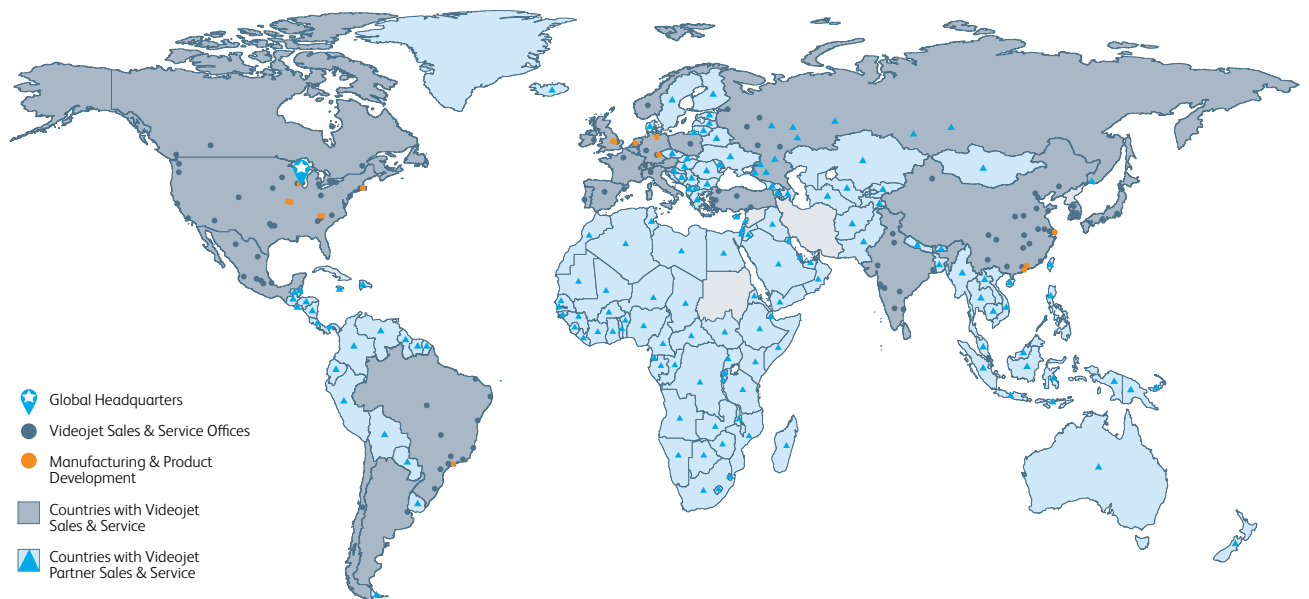 Global Headquarters
Videojet Sales & Service Offices
Manufacturing & Product
Development
Countries with Videojet
Sales & Service
Countries with Videojet
Partner Sales & Service